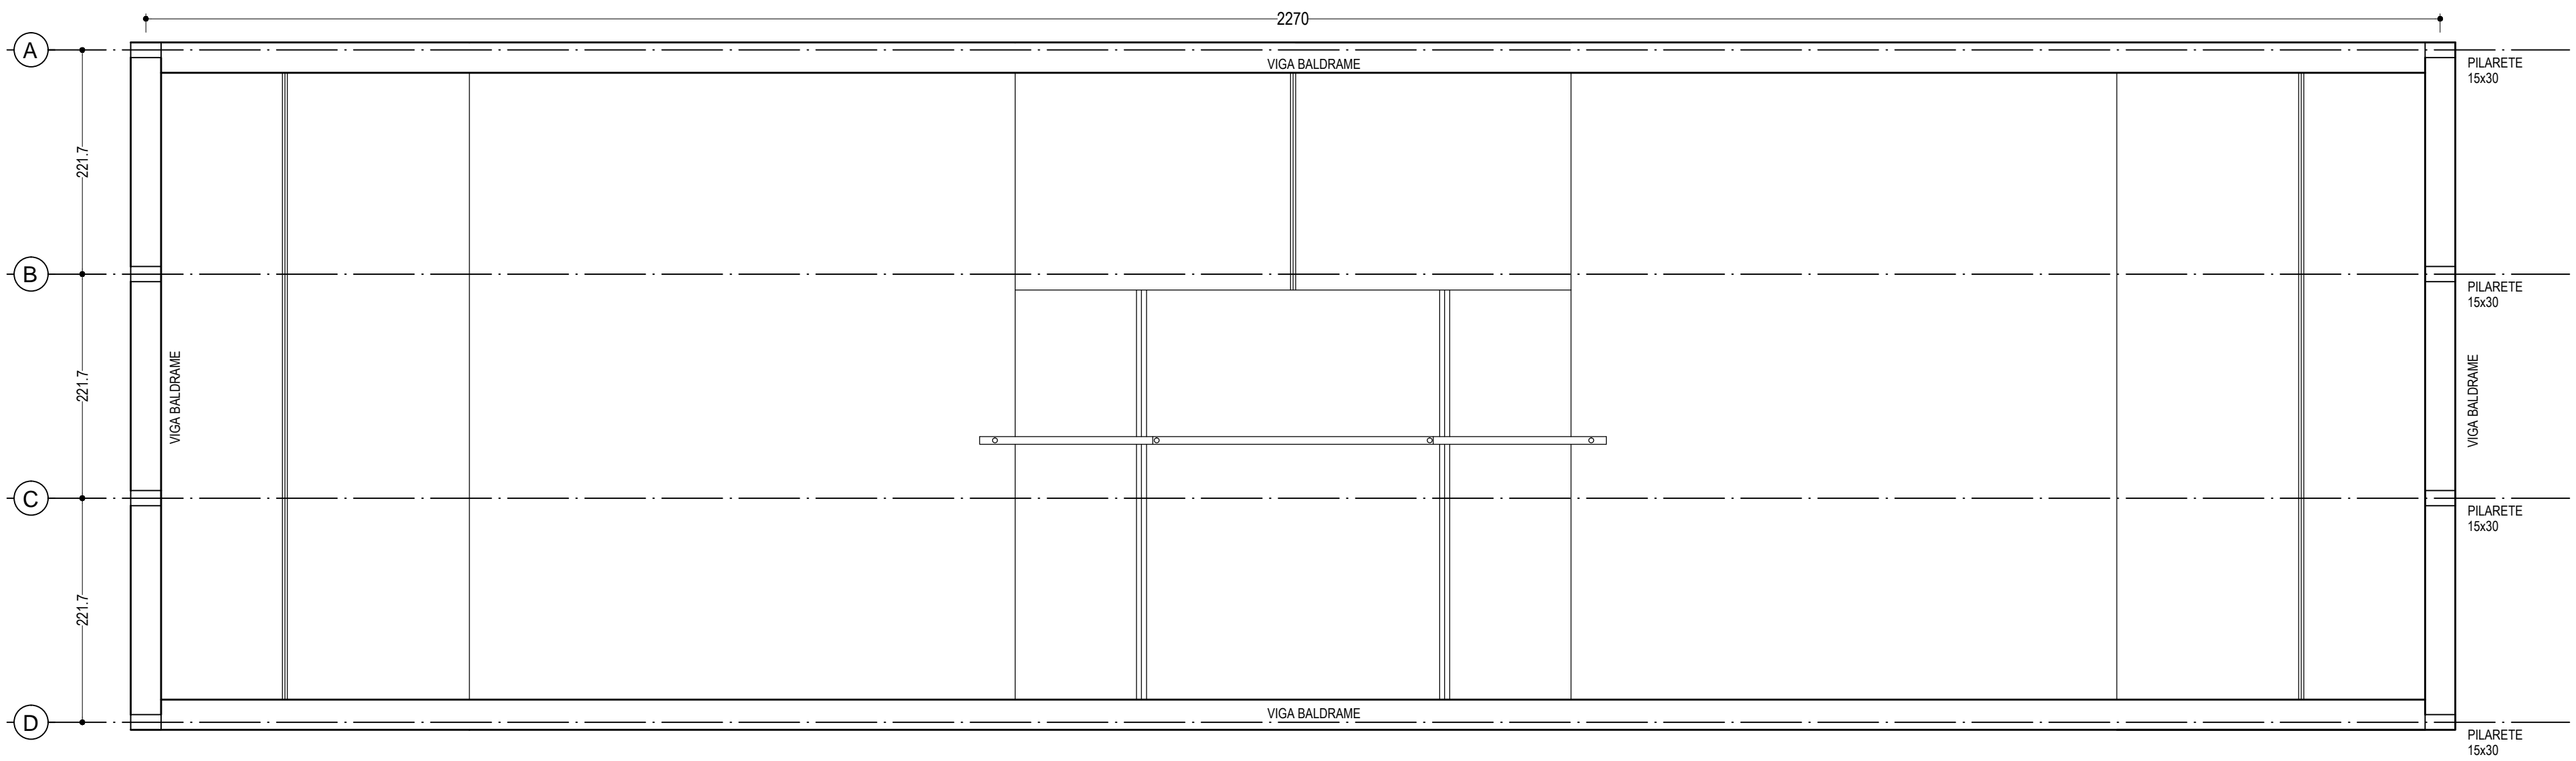 2270
A
VIGA BALDRAME
PILARETE
15x30
221.7
B
PILARETE
15x30
VIGA BALDRAME
221.7
VIGA BALDRAME
C
PILARETE
15x30
221.7
VIGA BALDRAME
D
PILARETE
15x30